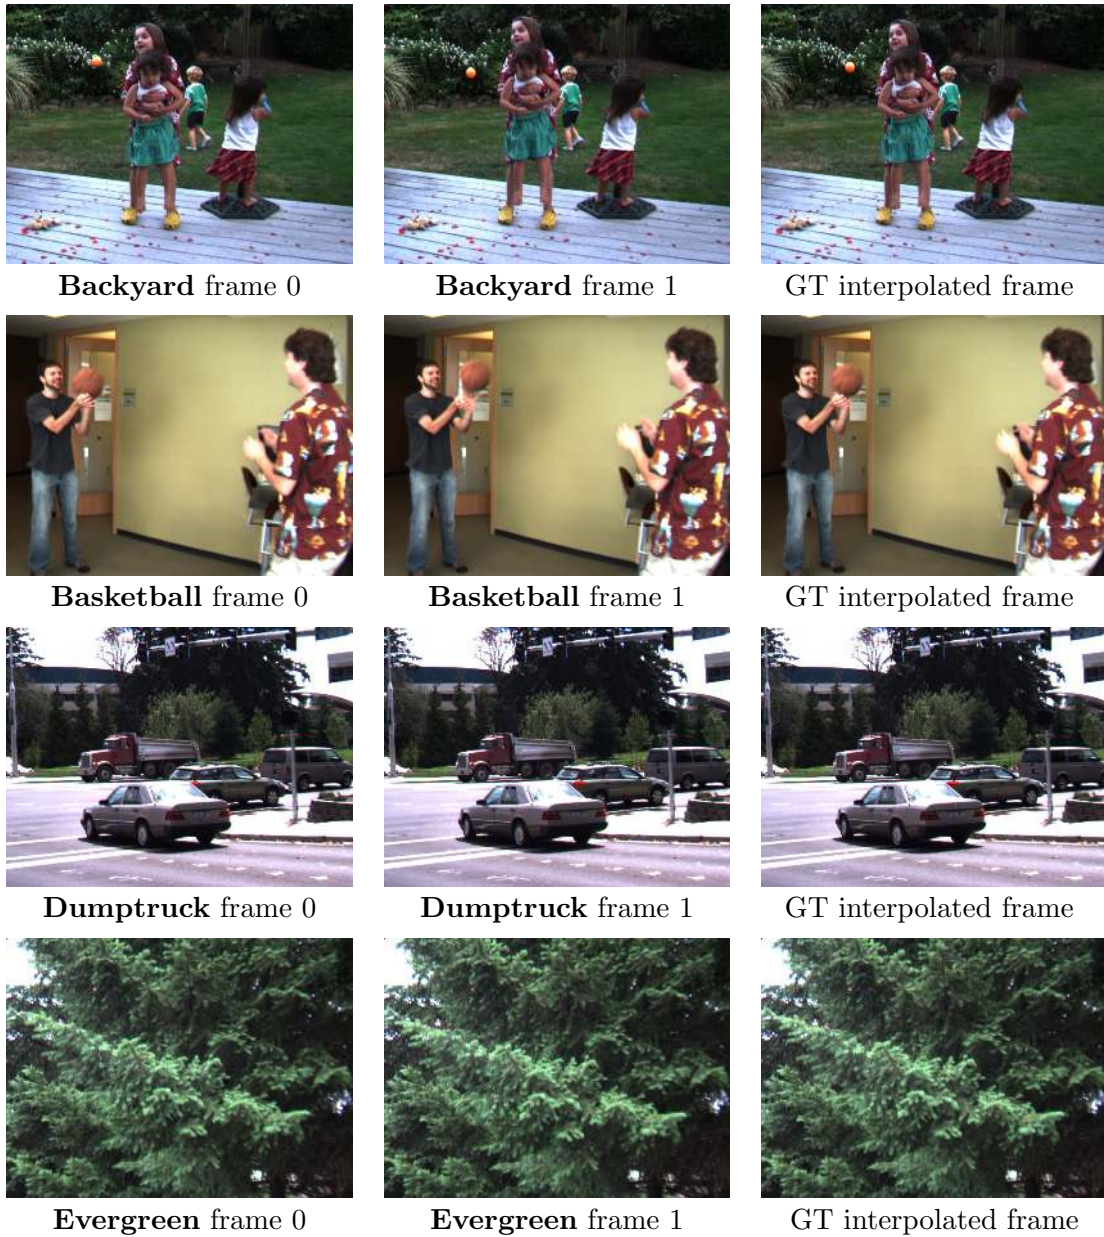 Backyard frame 0 Backyard frame 1 GT interpolated frame
Basketball frame 0 Basketball frame 1 GT interpolated frame
Dumptruck frame 0 Dumptruck frame 1 GT interpolated frame
Evergreen frame 0 Evergreen frame 1 GT interpolated frame